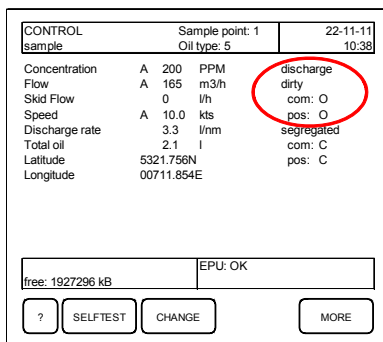 CONTROL Sample point: 1 22-11-11
sample Oil type: 5 10:38
Concentration A 200 PPM discharge
Flow A 165 m3/h dirty
Skid Flow 0 l/h com: O
Speed A 10.0 kts pos: O
Discharge rate 3.3 l/nm segregated
Total oil 2.1 l com: C
Latitude 5321.756N pos: C
Longitude 00711.854E
EPU: OK
free: 1927296 kB
? SELFTEST CHANGE MORE